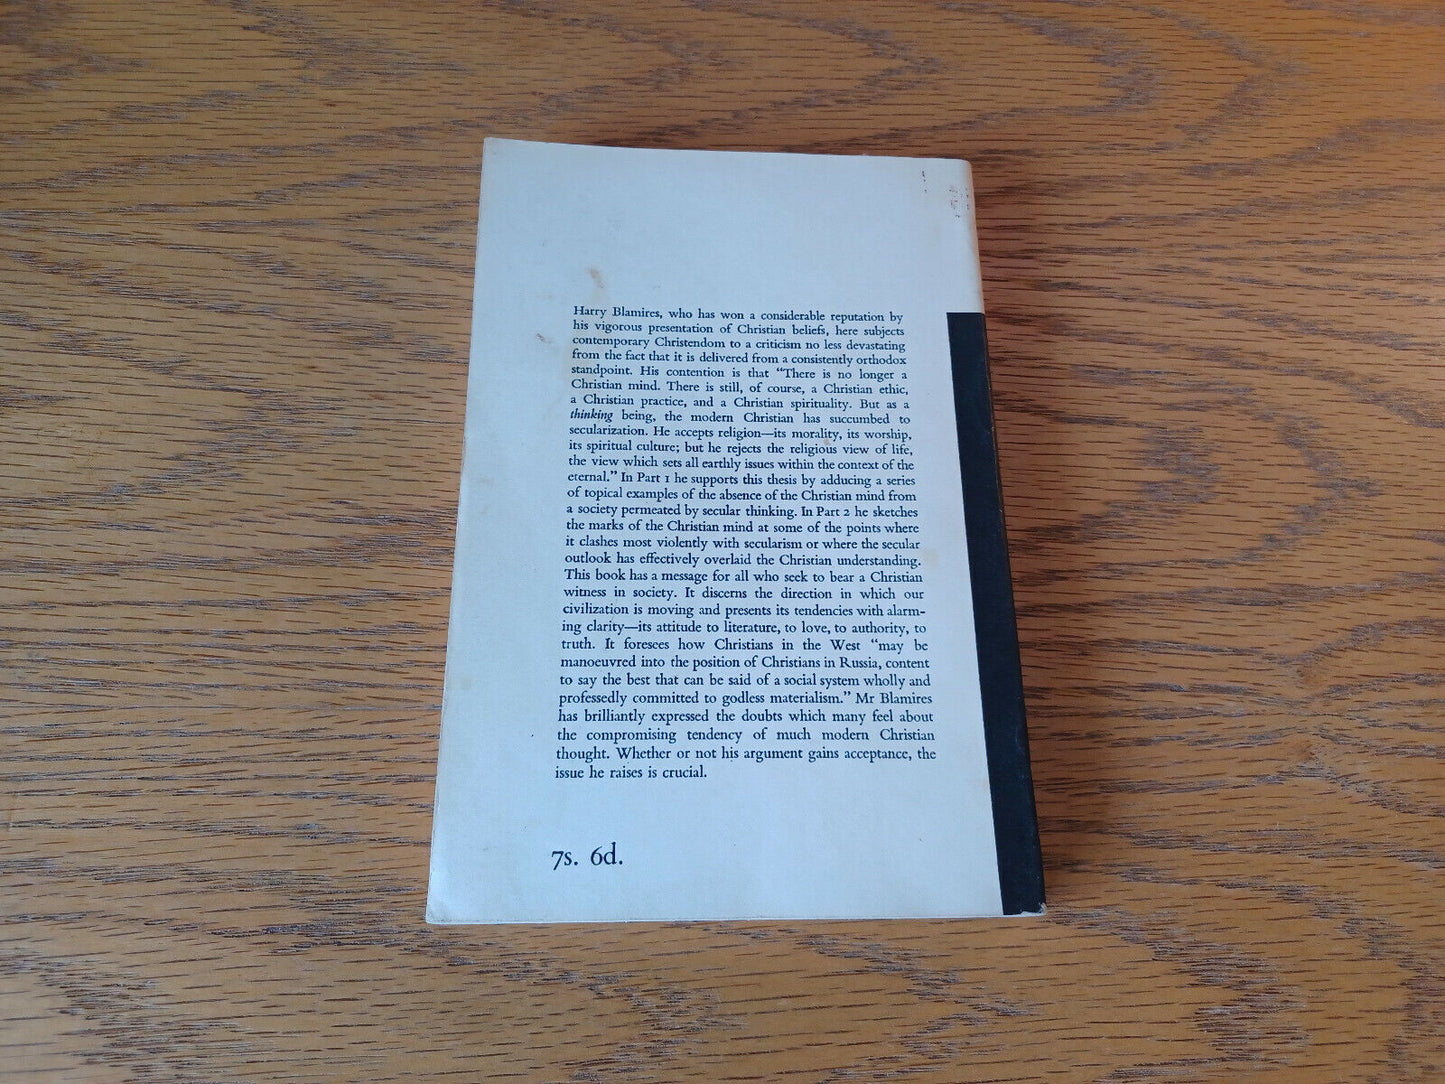 Harry Blamires, who has won a considerable reputation by
his vigorous presentation of Christian beliefs, here subjects
contemporary Christendom to a criticism no less devastating
from the fact that it is delivered from a consistently orthodox
standpoint. His contention is that “There is no longer a
Christian mind. There is still, of course, a Christian ethic,
a Christian practice, and a Christian spirituality. But as a
thinking being, the modern Christian has succumbed to
secularization. He accepts religion—its morality, its worship,
its spiritual culture; but he rejects the religious view of life,
the view which sets all earthly issues within the context of the
eternal.” In Part 1 he supports this thesis by adducing a series
of topical examples of the absence of the Christian mind from
a society permeated by secular thinking. In Part 2 he sketches
the marks of the Christian mind at some of the points where
it clashes most violently with secularism or where the secular
outlook has effectively overlaid the Christian understanding.
This book has a message for all who seek to bear a Christian
witness in society. It discerns the direction in which our
civilization is moving and presents its tendencies with alarm-
ing clarity—its attitude to literature, to love, to authority, to
truth. It foresees how Christians in the West “may be
manoeuvred into the position of Christians in Russia, content
to say the best that can be said of a social system wholly and
professedly committed to godless materialism.” Mr Blamires
has brilliantly expressed the doubts which many feel about
the compromising tendency of much modern Christian
thought. Whether or not his argument gains acceptance, the
issue he raises is crucial.
7s. 6d.